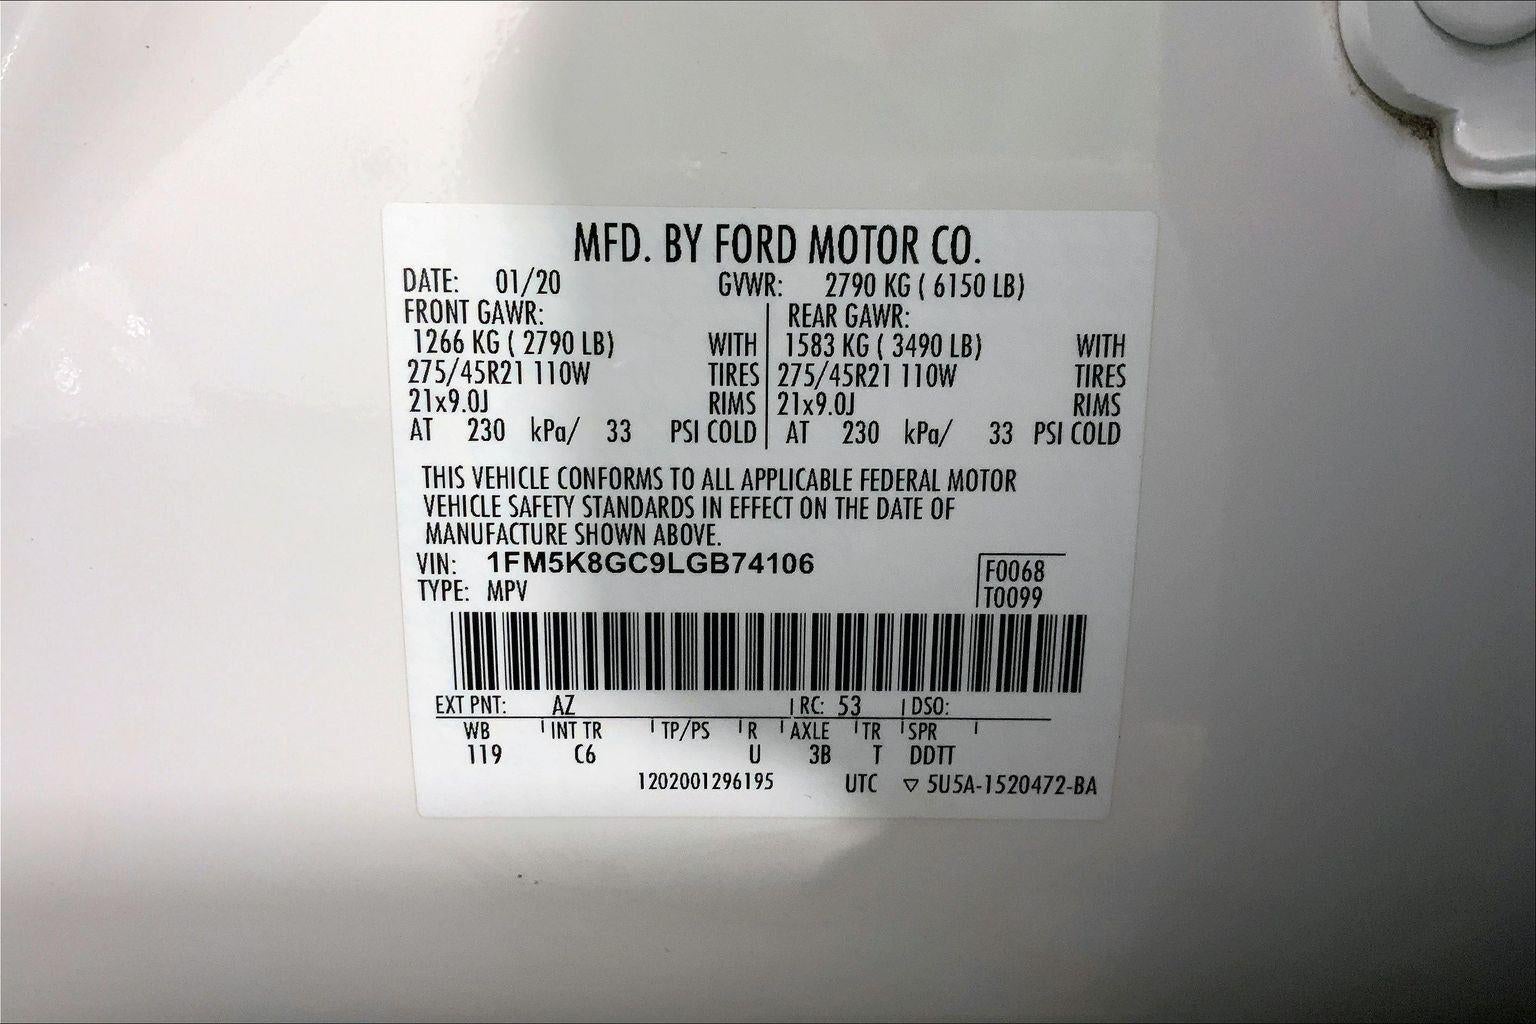 MFD. BY FORD MOTOR CO.
DATE: 01/20 GVWR: 2790 KG ( 6150 LB)
FRONT GAWR: REAR GAWR:
1266 KG ( 2790 LB) WITH 1583 KG ( 3490 LB) WITH
275/45R21 110W TIRES 275/45R21 110W TIRES
21x9.0J RIMS 21x9.0J RIMS
AT 230 kPa/ 33 PSI COLD AT 230 kPa/ 33 PSI COLD
THIS VEHICLE CONFORMS TO ALL APPLICABLE FEDERAL MOTOR
VEHICLE SAFETY STANDARDS IN EFFECT ON THE DATE OF
MANUFACTURE SHOWN ABOVE.
VIN: 1FM5K8GC9LGB74106 F0068
TYPE: MPV T0099
EXT PNT: AZ RC: 53 DSO:
WB INT TR TP/PS R AXLE TR SPR
119 C6 U 3B T DDTT
1202001296195 UTC ▽ 5U5A-1520472-BA